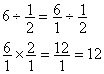 6 ÷ 1/2 = 6/1 ÷ 1/2
6/1 × 2/1 = 12/1 = 12